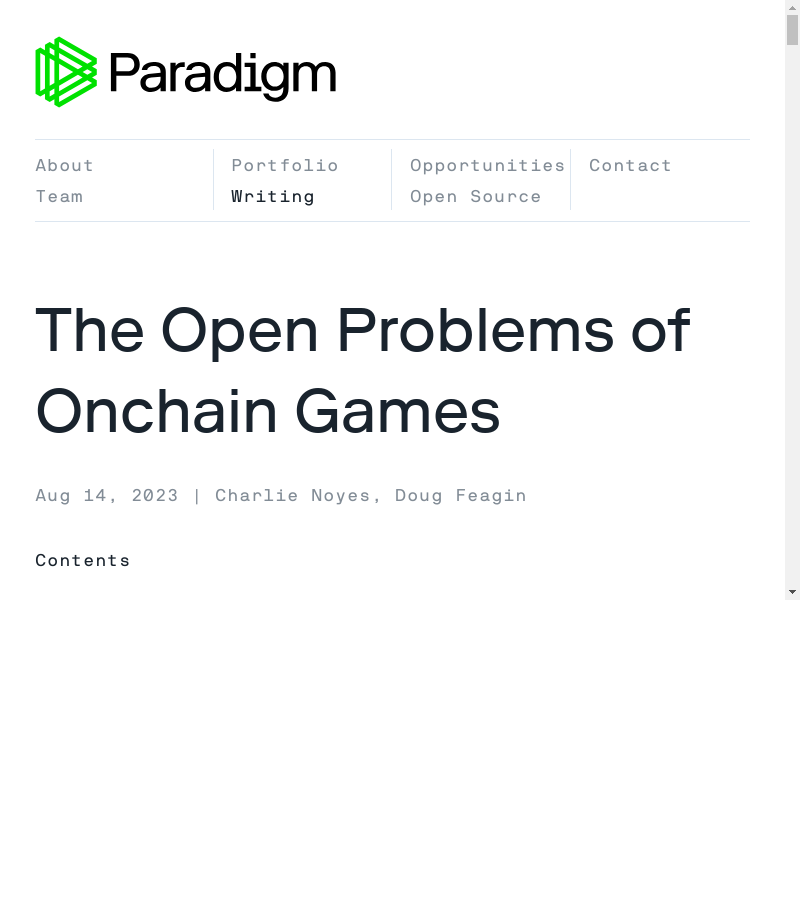 Paradigm
About
Team
Portfolio
Writing
Opportunities
Open Source
Contact
The Open Problems of
Onchain Games
Aug 14, 2023 | Charlie Noyes, Doug Feagin
Contents